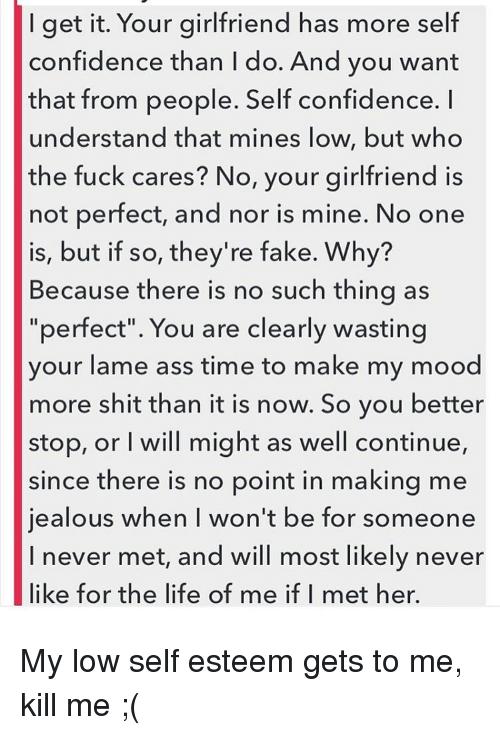 I get it. Your girlfriend has more self
confidence than I do. And you want
that from people. Self confidence. I
understand that mines low, but who
the fuck cares? No, your girlfriend is
not perfect, and nor is mine. No one
is, but if so, they're fake. Why?
Because there is no such thing as
"perfect". You are clearly wasting
your lame ass time to make my mood
more shit than it is now. So you better
stop, or I will might as well continue,
since there is no point in making me
jealous when I won't be for someone
I never met, and will most likely never
like for the life of me if I met her.
My low self esteem gets to me,
kill me ;(